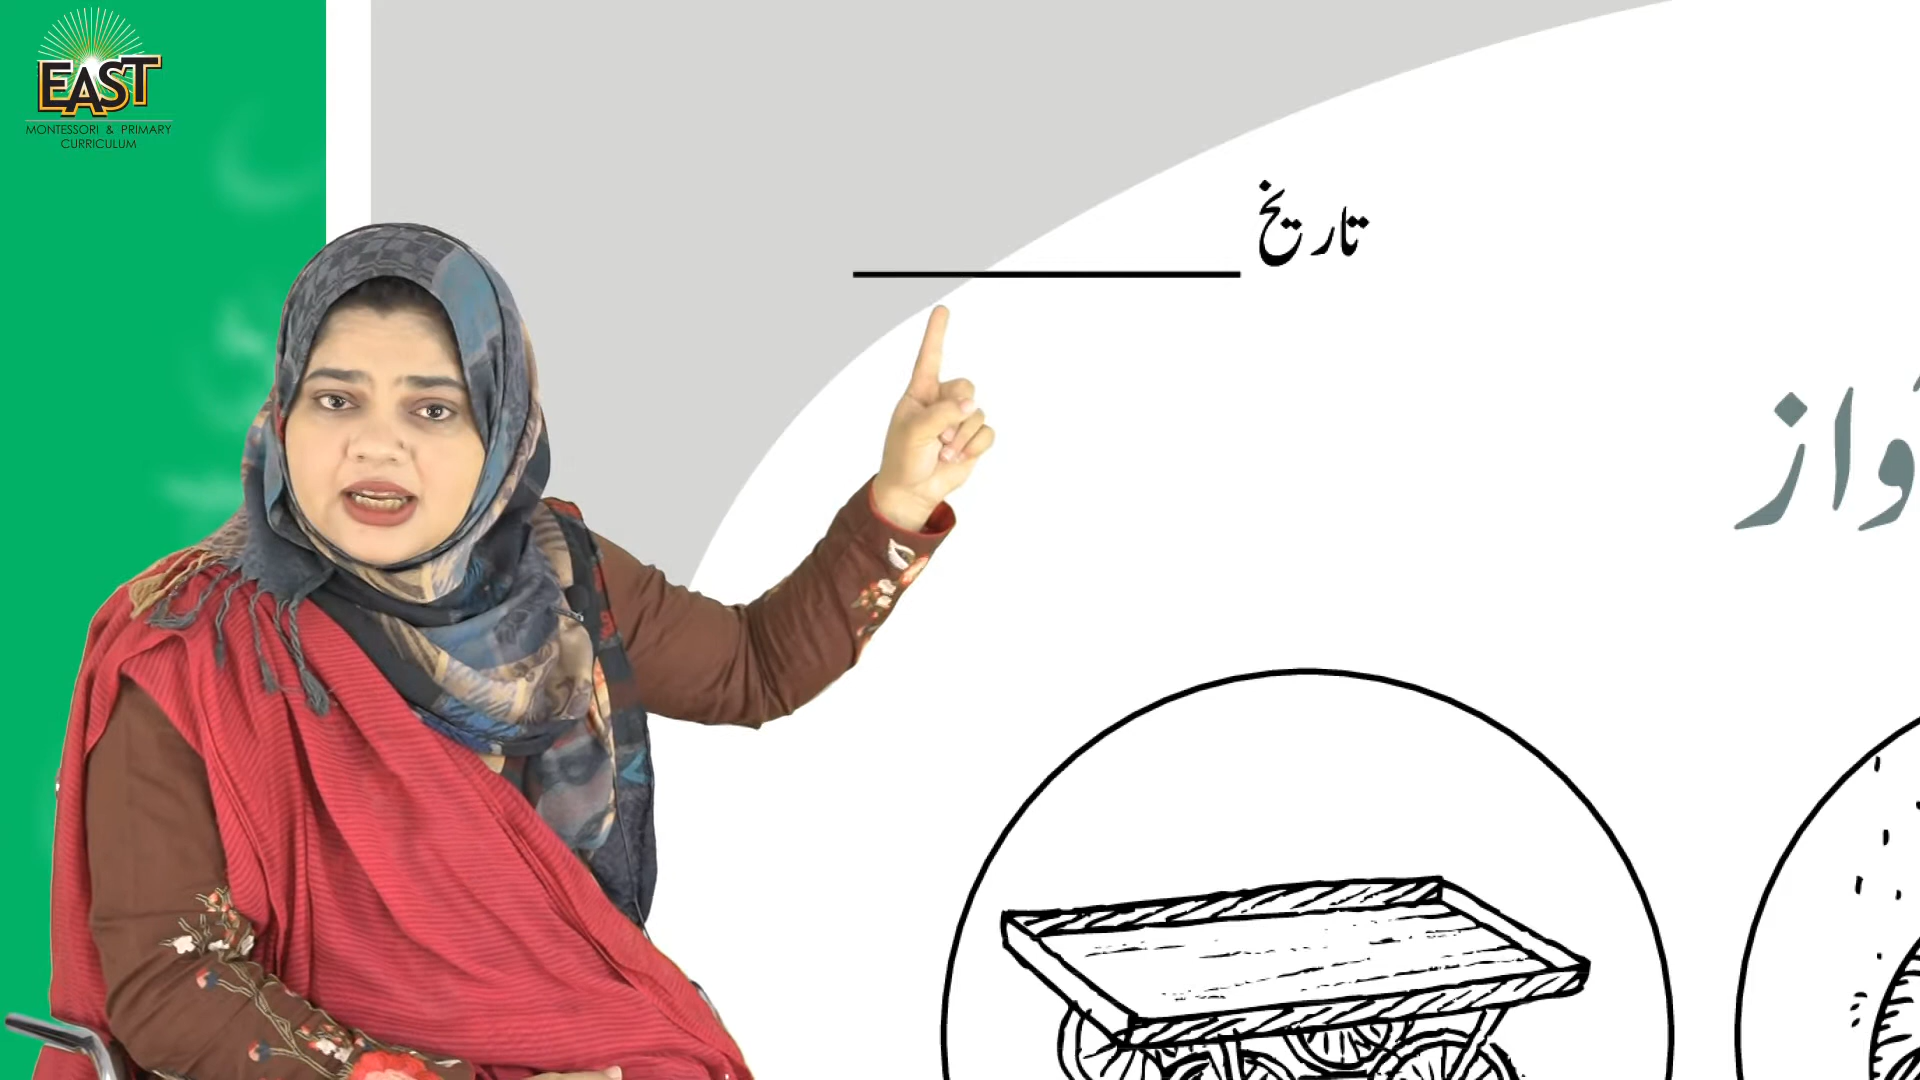 EAST
MONTESSORI & PRIMARY
CURRICULUM
تاریخ